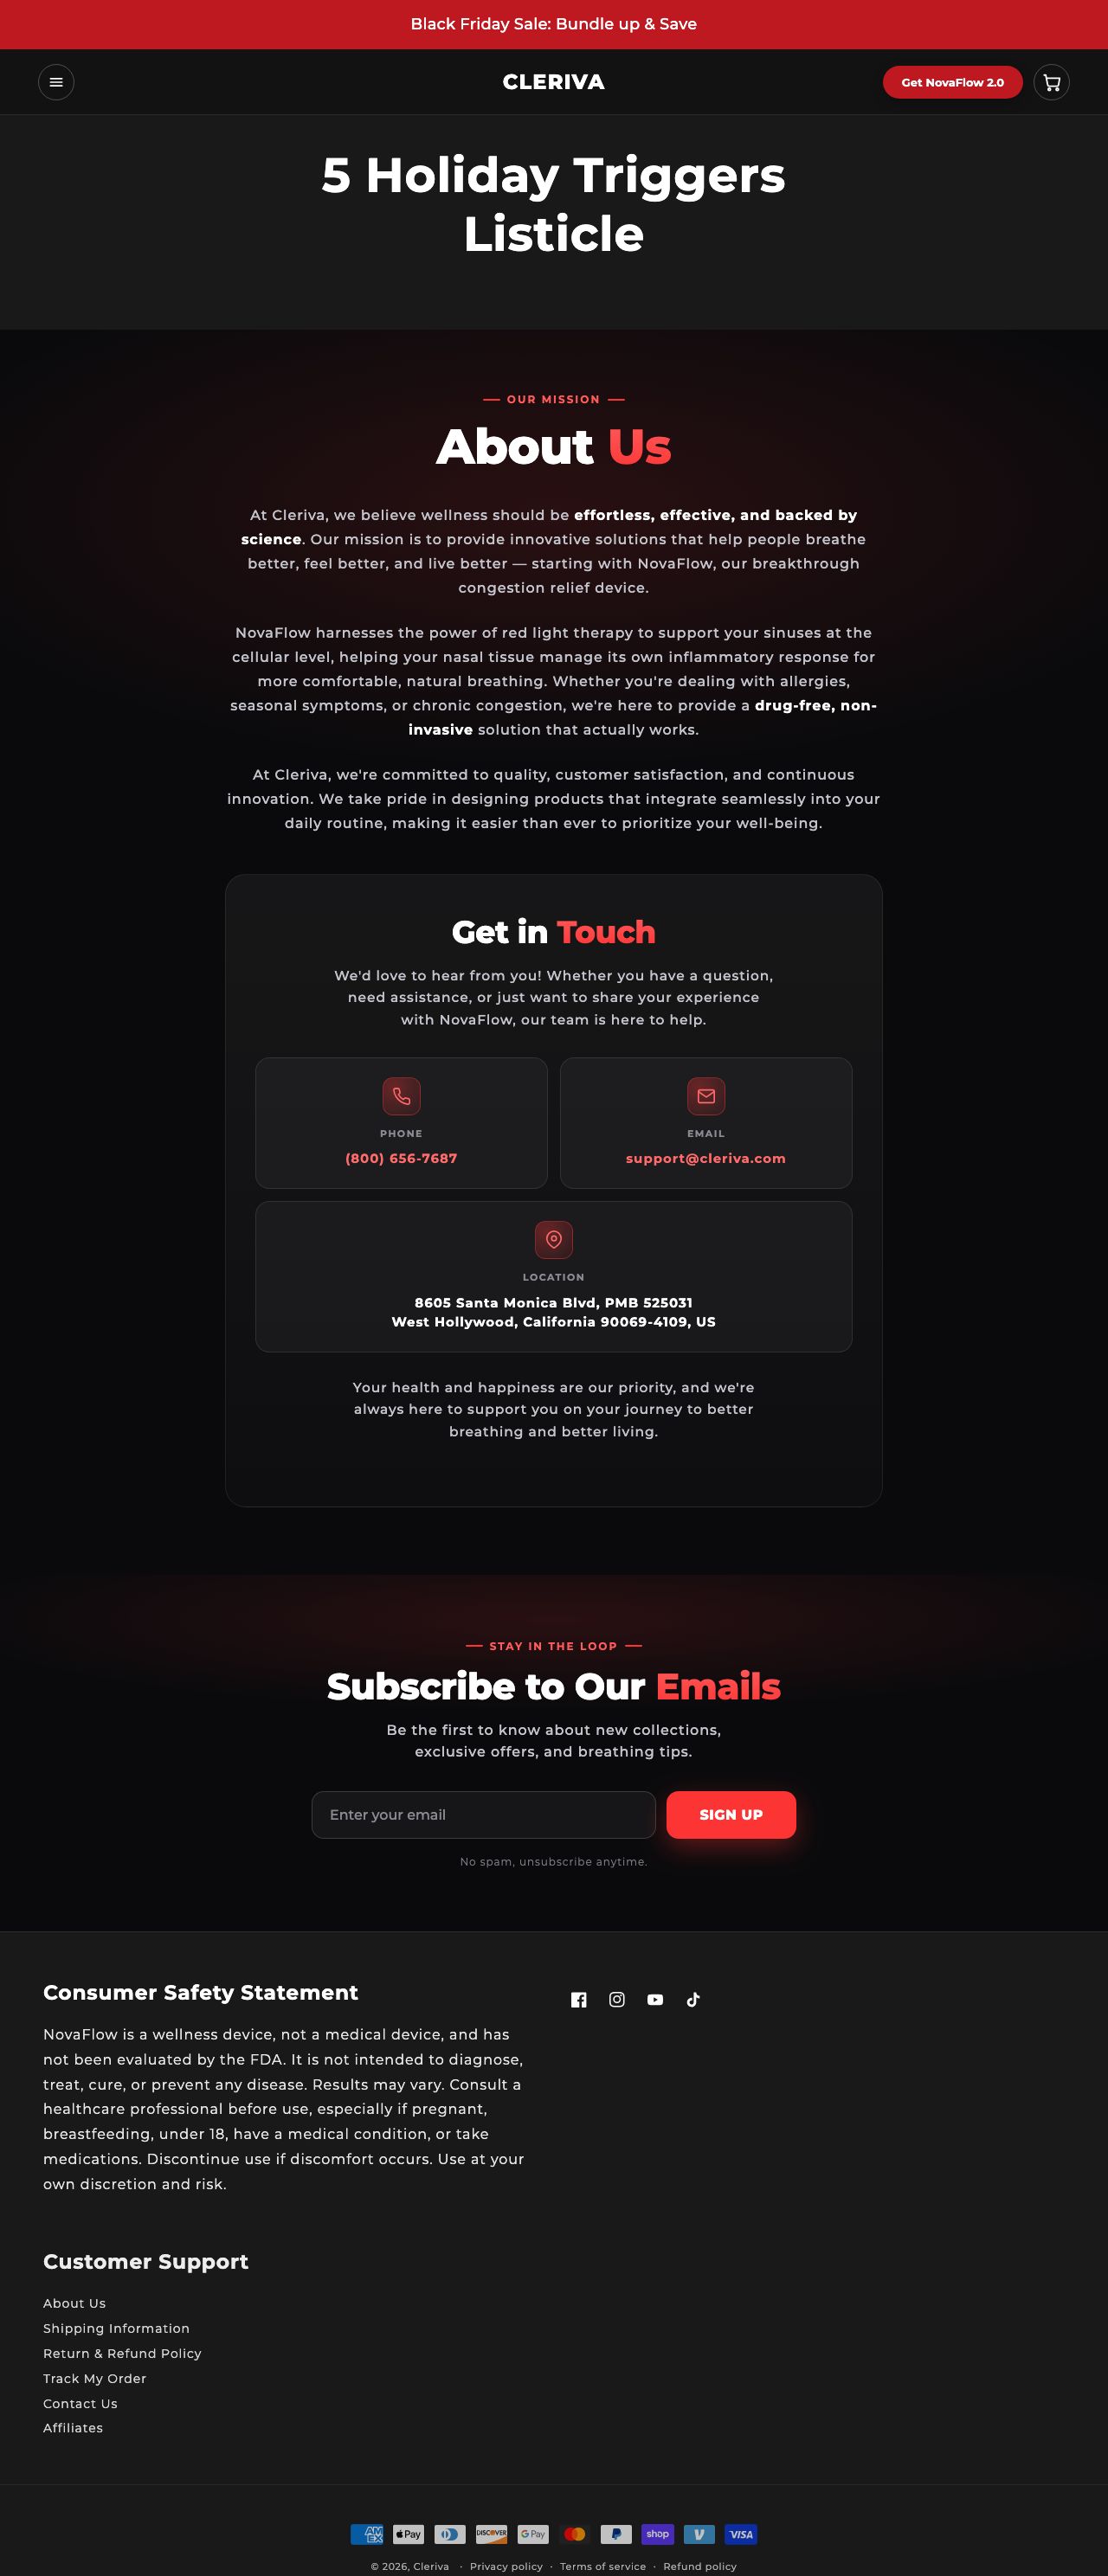 Black Friday Sale: Bundle up & Save
CLERIVA
Get NovaFlow 2.0
5 Holiday Triggers
Listicle
OUR MISSION
About Us
At Cleriva, we believe wellness should be effortless, effective, and backed by
science. Our mission is to provide innovative solutions that help people breathe
better, feel better, and live better — starting with NovaFlow, our breakthrough
congestion relief device.
NovaFlow harnesses the power of red light therapy to support your sinuses at the
cellular level, helping your nasal tissue manage its own inflammatory response for
more comfortable, natural breathing. Whether you're dealing with allergies,
seasonal symptoms, or chronic congestion, we're here to provide a drug-free, non-
invasive solution that actually works.
At Cleriva, we're committed to quality, customer satisfaction, and continuous
innovation. We take pride in designing products that integrate seamlessly into your
daily routine, making it easier than ever to prioritize your well-being.
Get in Touch
We'd love to hear from you! Whether you have a question,
need assistance, or just want to share your experience
with NovaFlow, our team is here to help.
PHONE
(800) 656-7687
EMAIL
support@cleriva.com
LOCATION
8605 Santa Monica Blvd, PMB 525031
West Hollywood, California 90069-4109, US
Your health and happiness are our priority, and we're
always here to support you on your journey to better
breathing and better living.
STAY IN THE LOOP
Subscribe to Our Emails
Be the first to know about new collections,
exclusive offers, and breathing tips.
Enter your email
SIGN UP
No spam, unsubscribe anytime.
Consumer Safety Statement
NovaFlow is a wellness device, not a medical device, and has
not been evaluated by the FDA. It is not intended to diagnose,
treat, cure, or prevent any disease. Results may vary. Consult a
healthcare professional before use, especially if pregnant,
breastfeeding, under 18, have a medical condition, or take
medications. Discontinue use if discomfort occurs. Use at your
own discretion and risk.
Customer Support
About Us
Shipping Information
Return & Refund Policy
Track My Order
Contact Us
Affiliates
AMEX Pay DISCOVER G Pay shop VISA
© 2026, Cleriva · Privacy policy · Terms of service · Refund policy